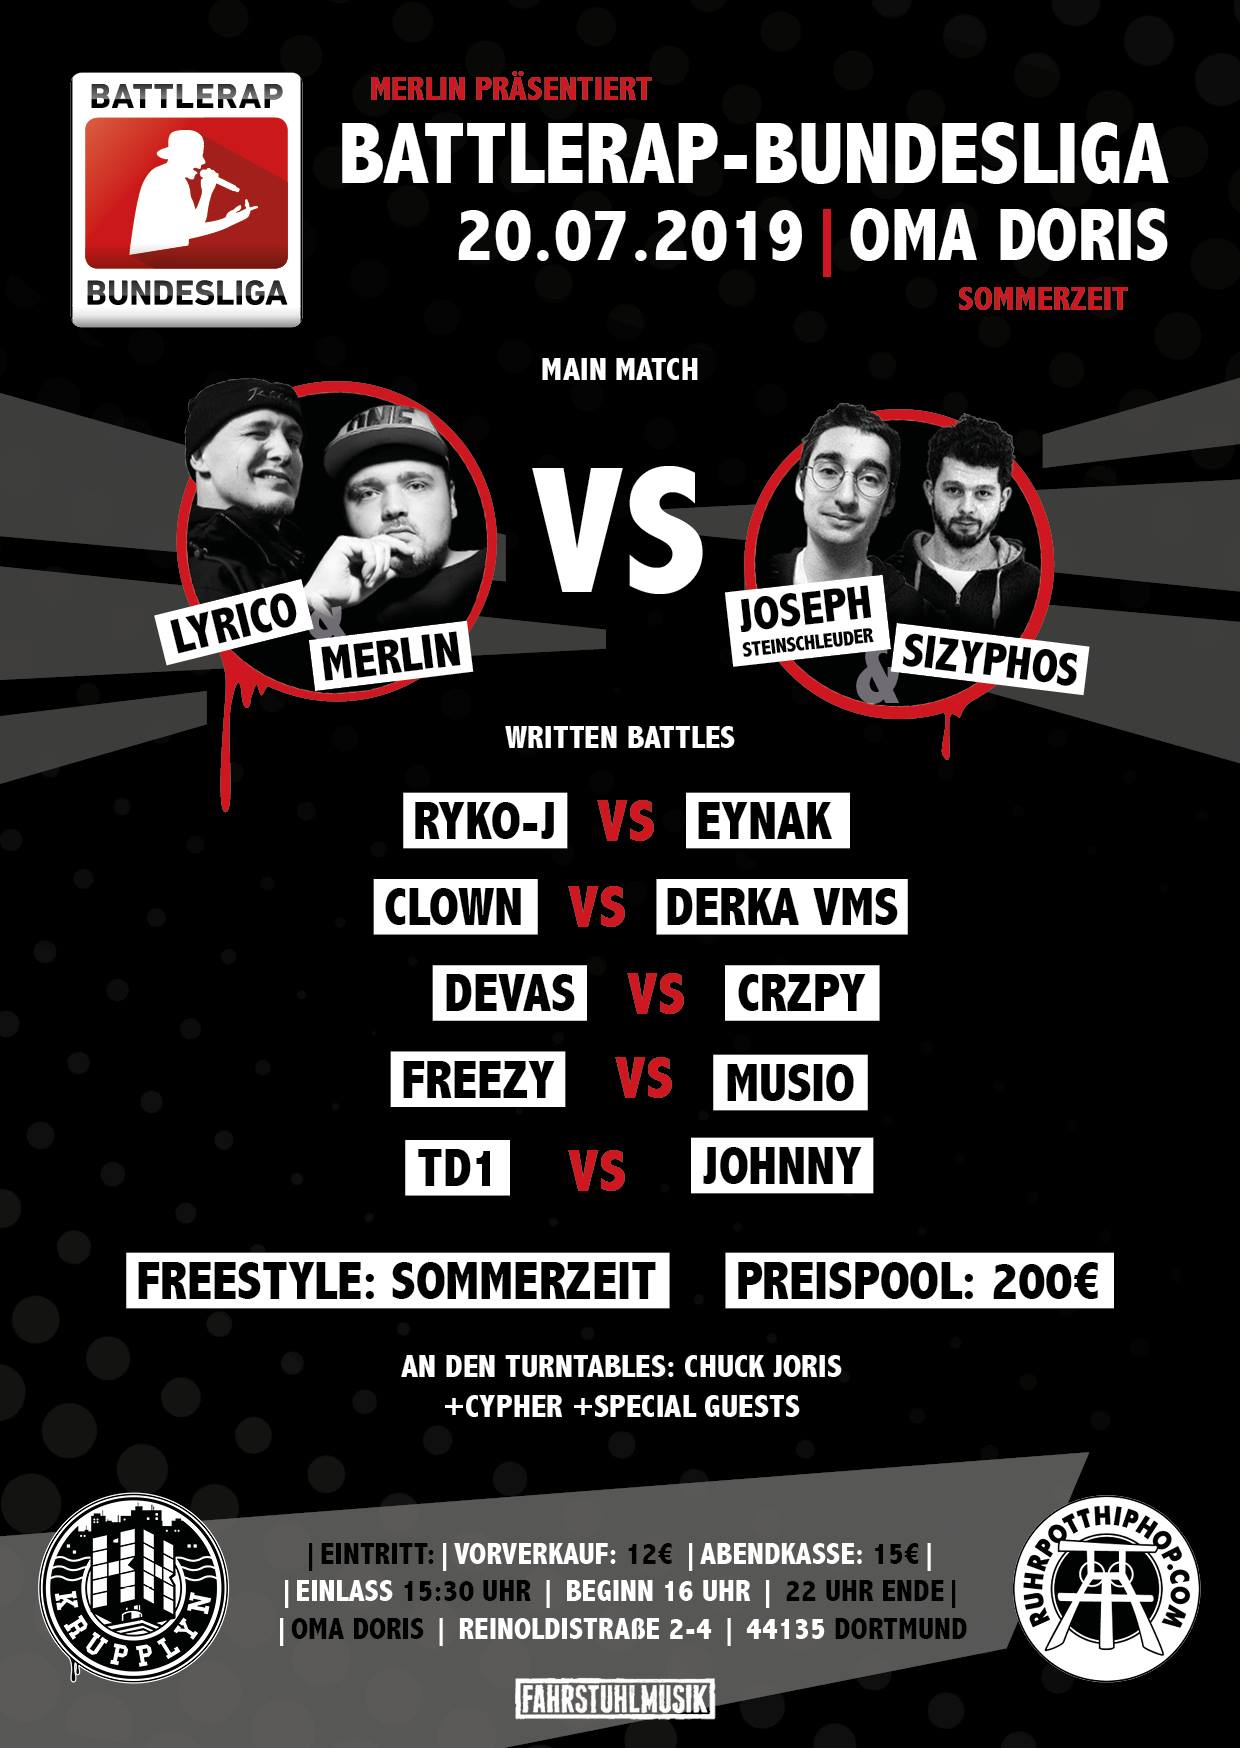 BATTLERAP
BUNDESLIGA
MERLIN PRÄSENTIERT
BATTLERAP-BUNDESLIGA
20.07.2019 | OMA DORIS
SOMMERZEIT
MAIN MATCH
ONE
VS
LYRICO
&
MERLIN
JOSEPH
STEINSCHLEUDER
&
SIZYPHOS
WRITTEN BATTLES
RYKO-J VS EYNAK
CLOWN VS DERKA VMS
DEVAS VS CRZPY
FREEZY VS MUSIO
TD1 VS JOHNNY
FREESTYLE: SOMMERZEIT PREISPOOL: 200€
AN DEN TURNTABLES: CHUCK JORIS
+CYPHER +SPECIAL GUESTS
| EINTRITT: | VORVERKAUF: 12€ | ABENDKASSE: 15€ |
| EINLASS 15:30 UHR | BEGINN 16 UHR | 22 UHR ENDE |
| OMA DORIS | REINOLDISTRAßE 2-4 | 44135 DORTMUND
KRUPPLYN
RUHRPOTTHIPHOP.COM
FAHRSTUHLMUSIK